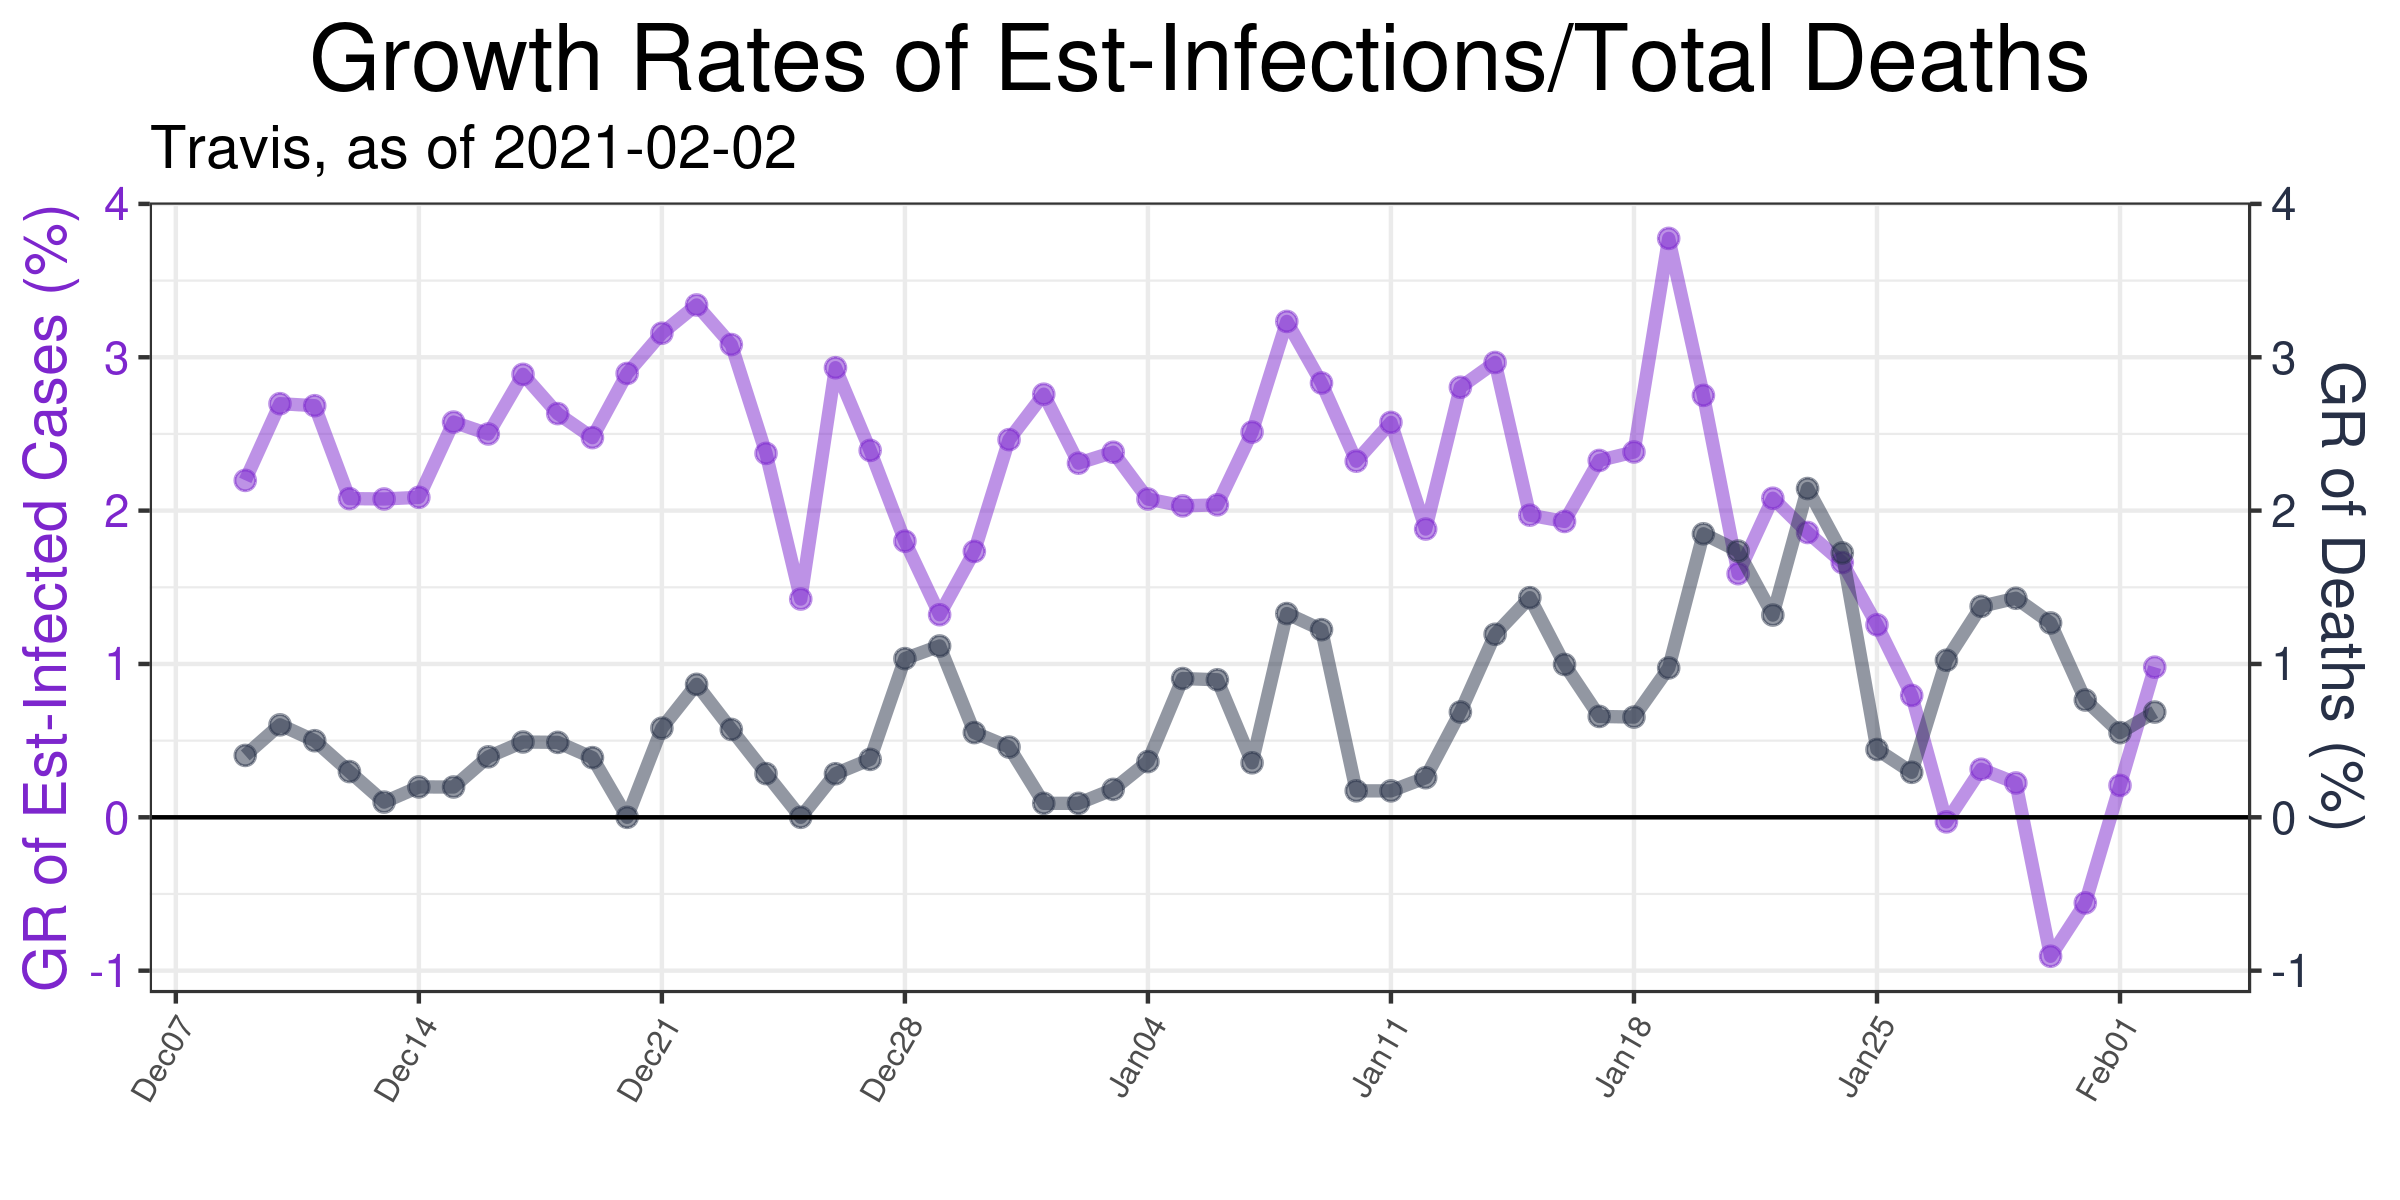 Growth Rates of Est-Infections/Total Deaths
Travis, as of 2021-02-02
GR of Est-Infected Cases (%)
4
3
2
1
0
-1
4
3
2
1
0
-1
GR of Deaths (%)
Dec07
Dec14
Dec21
Dec28
Jan04
Jan11
Jan18
Jan25
Feb01